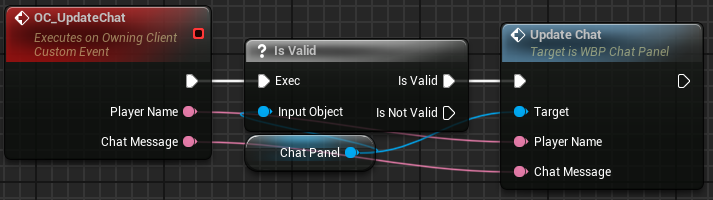 OC_UpdateChat
Executes on Owning Client
Custom Event
Player Name
Chat Message
? Is Valid
Exec
Is Valid
Input Object
Is Not Valid
Chat Panel
Update Chat
Target is WBP Chat Panel
Target
Player Name
Chat Message